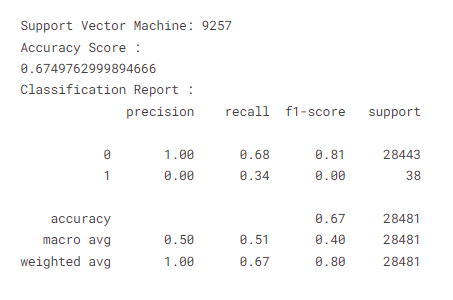 Support Vector Machine: 9257
Accuracy Score :
0.6749762999894666
Classification Report :
precision recall f1-score support
0 1.00 0.68 0.81 28443
1 0.00 0.34 0.00 38
accuracy 0.67 28481
macro avg 0.50 0.51 0.40 28481
weighted avg 1.00 0.67 0.80 28481